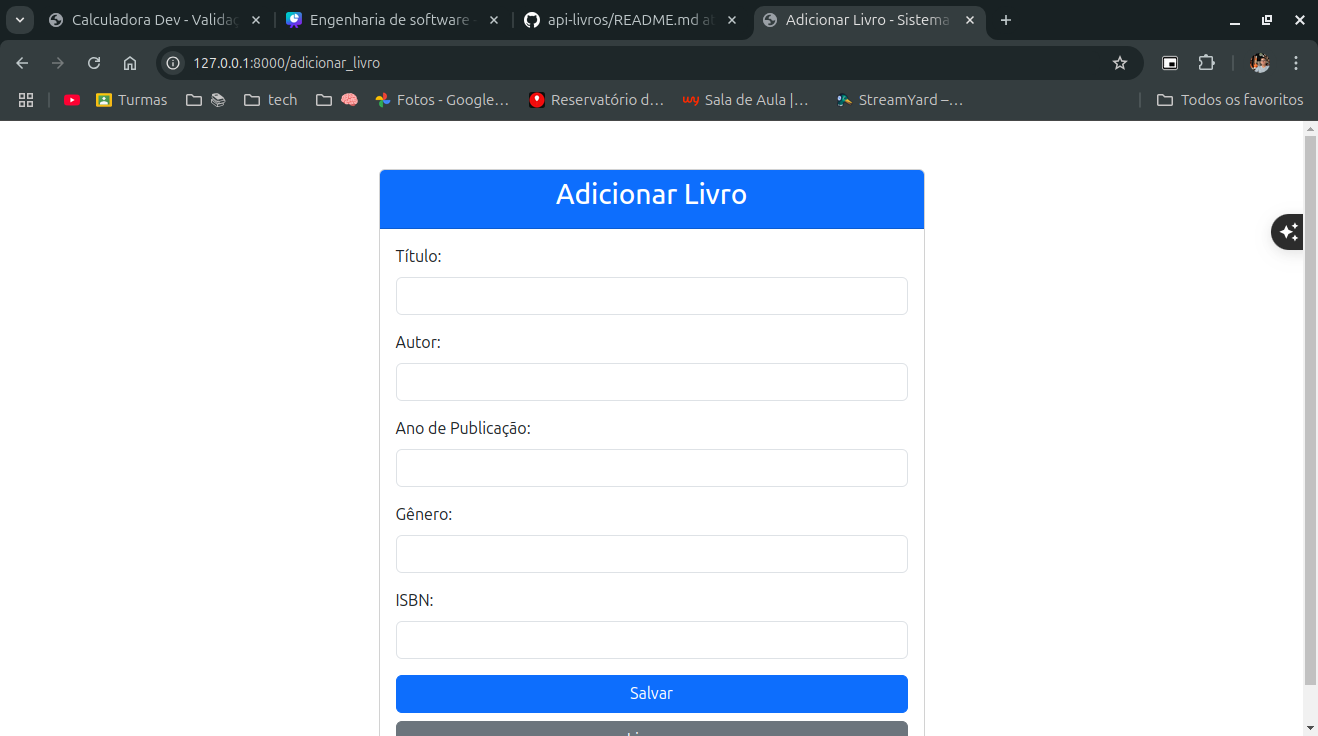 Calculadora Dev - Validaç
Engenharia de software -
api-livros/README.md at
Adicionar Livro - Sistema
127.0.0.1:8000/adicionar_livro
Turmas
tech
Fotos - Google...
Reservatório d...
Sala de Aula |...
StreamYard –...
Todos os favoritos
Adicionar Livro
Título:
Autor:
Ano de Publicação:
Gênero:
ISBN:
Salvar